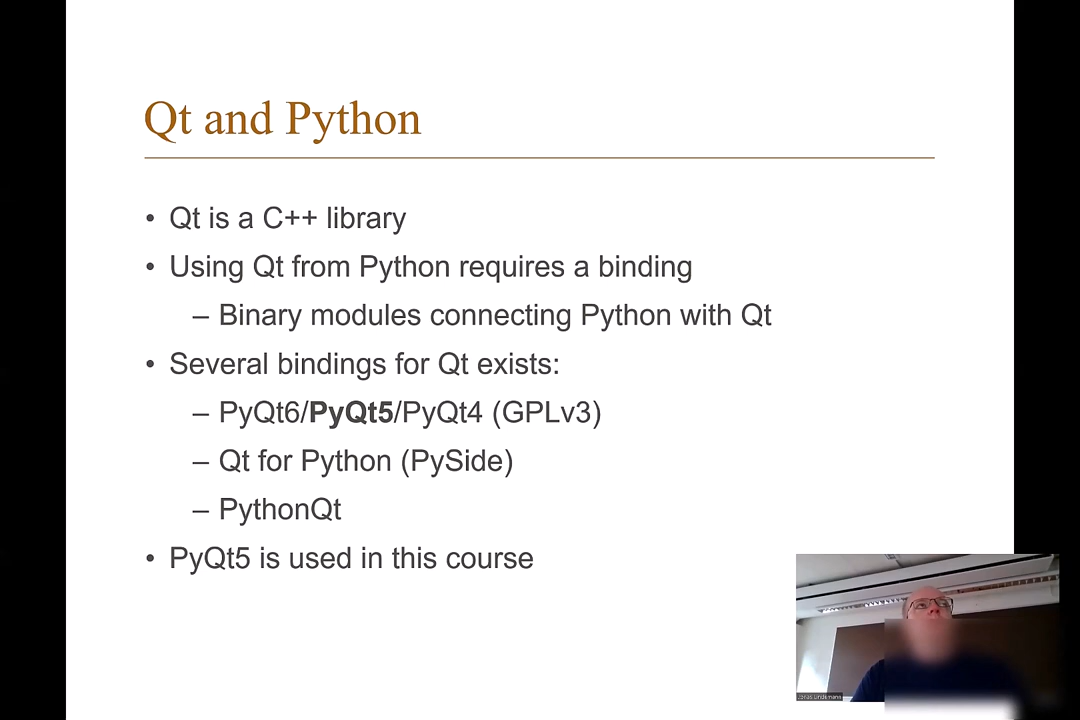 Qt and Python
• Qt is a C++ library
• Using Qt from Python requires a binding
– Binary modules connecting Python with Qt
• Several bindings for Qt exists:
– PyQt6/PyQt5/PyQt4 (GPLv3)
– Qt for Python (PySide)
– PythonQt
• PyQt5 is used in this course
Jonas Lindemann